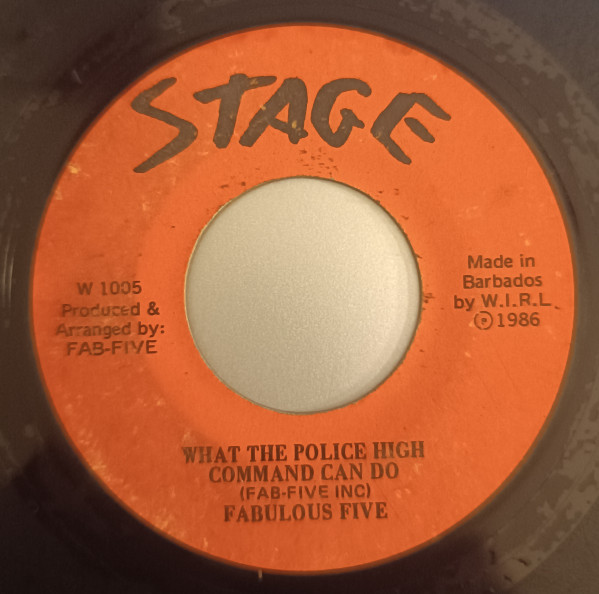 STAGE
W 1005
Produced &
Arranged by:
FAB-FIVE
Made in
Barbados
by W.I.R.L.
Ⓟ 1986
WHAT THE POLICE HIGH
COMMAND CAN DO
(FAB-FIVE INC)
FABULOUS FIVE